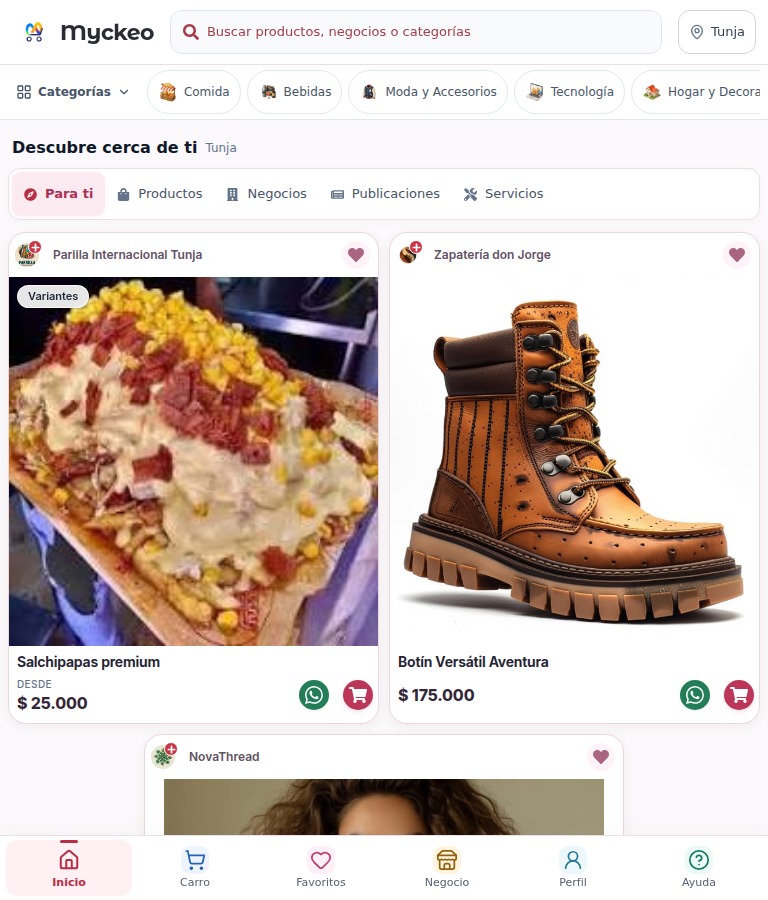 Myckeo
Buscar productos, negocios o categorías
Tunja
Categorías
Comida
Bebidas
Moda y Accesorios
Tecnología
Hogar y Decora
Descubre cerca de ti Tunja
Para ti
Productos
Negocios
Publicaciones
Servicios
Parilla Internacional Tunja
Zapatería don Jorge
Variantes
Salchipapas premium
DESDE
$ 25.000
Botín Versátil Aventura
$ 175.000
NovaThread
Inicio
Carro
Favoritos
Negocio
Perfil
Ayuda